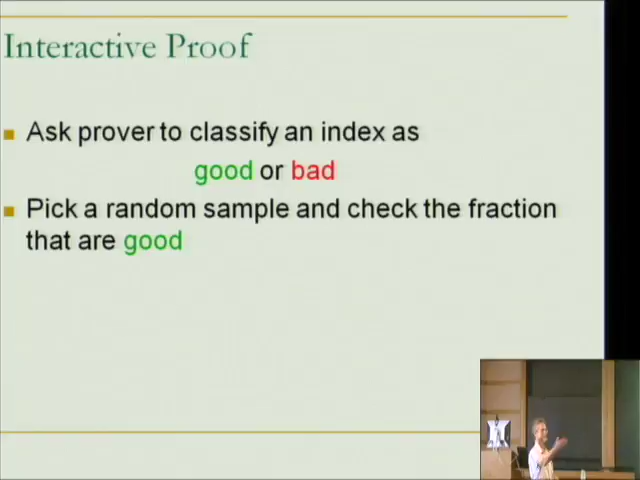 Interactive Proof
Ask prover to classify an index as
good or bad
Pick a random sample and check the fraction
that are good